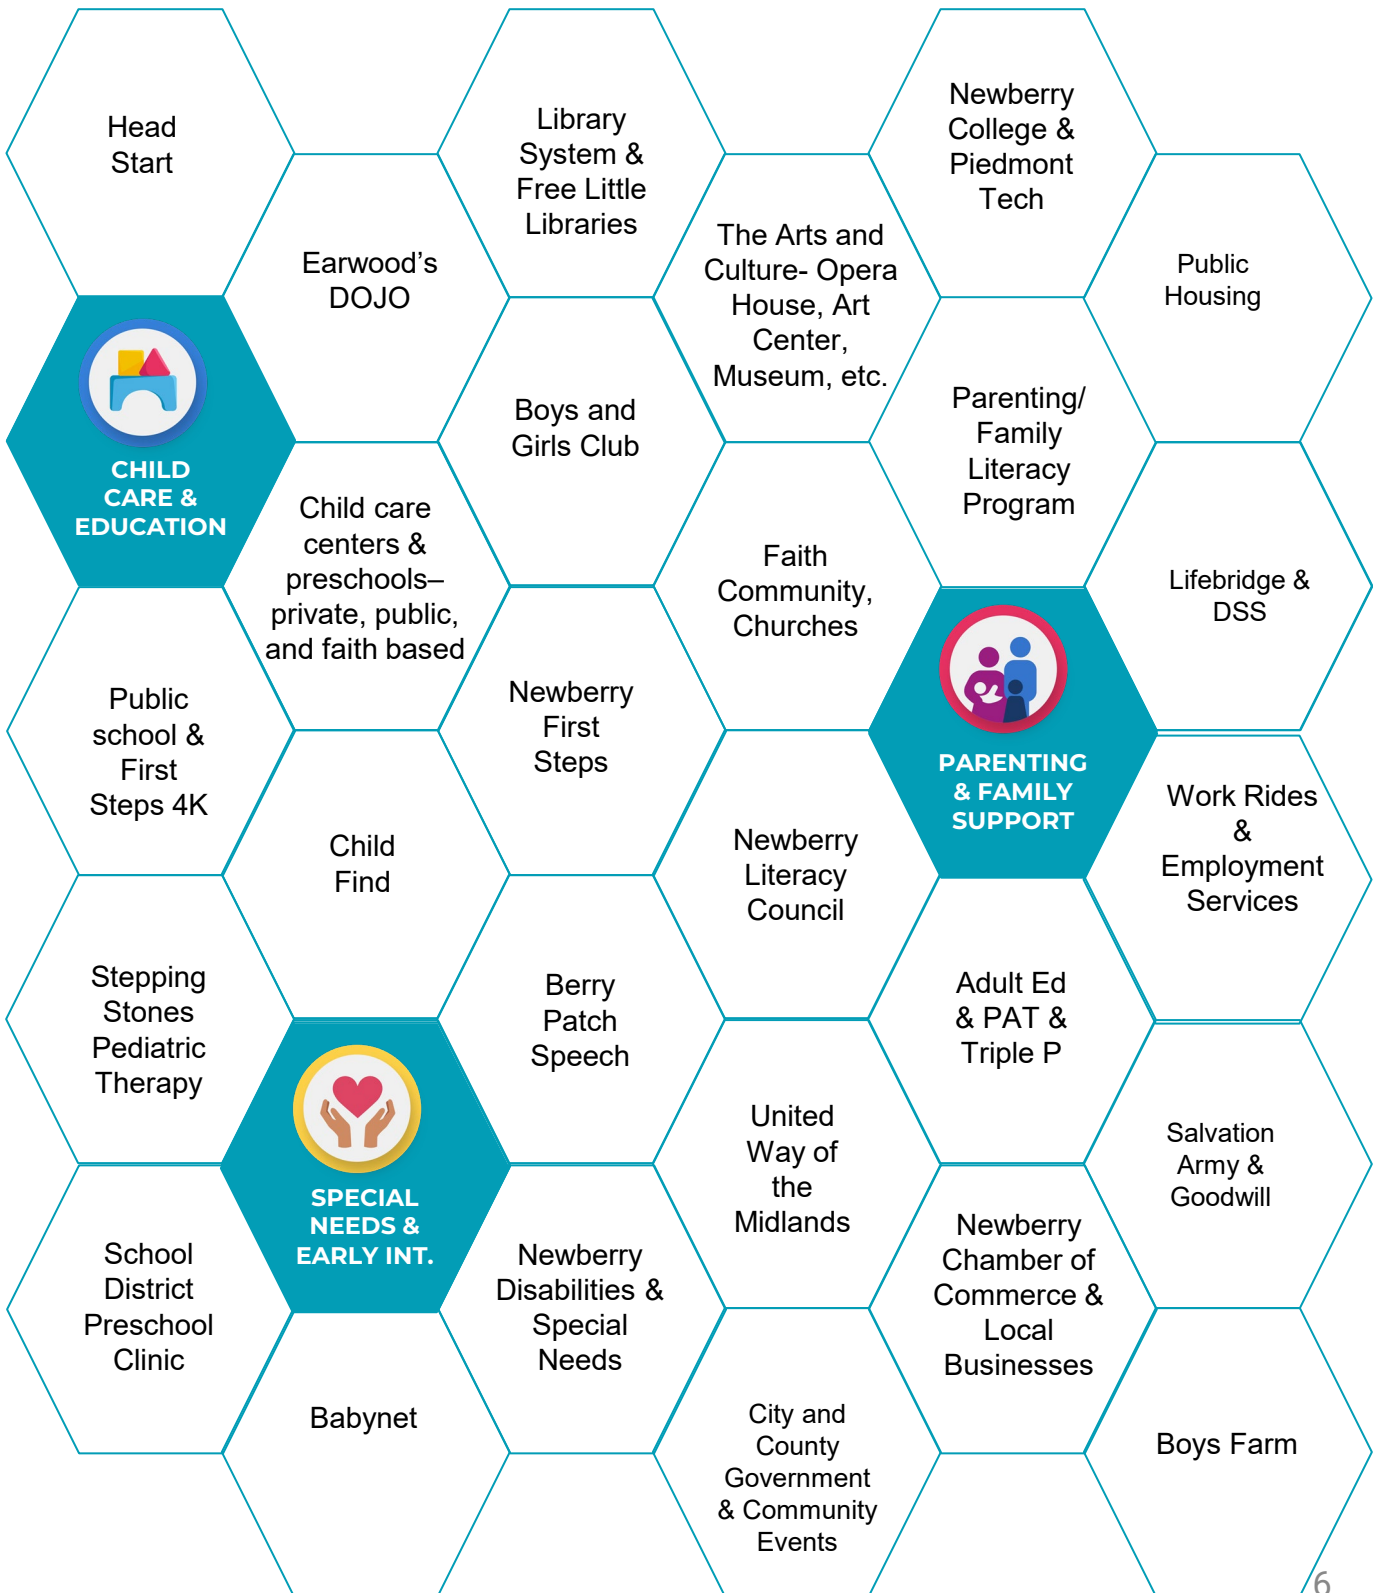 Head
Start
Library
System &
Free Little
Libraries
Newberry
College &
Piedmont
Tech
Earwood’s
DOJO
The Arts and
Culture- Opera
House, Art
Center,
Museum, etc.
Public
Housing
CHILD
CARE &
EDUCATION
Boys and
Girls Club
Parenting/
Family
Literacy
Program
Child care
centers &
preschools–
private, public,
and faith based
Faith
Community,
Churches
Lifebridge &
DSS
Public
school &
First
Steps 4K
Newberry
First
Steps
PARENTING
& FAMILY
SUPPORT
Child
Find
Newberry
Literacy
Council
Work Rides
&
Employment
Services
Stepping
Stones
Pediatric
Therapy
Berry
Patch
Speech
Adult Ed
& PAT &
Triple P
SPECIAL
NEEDS &
EARLY INT.
United
Way of
the
Midlands
Salvation
Army &
Goodwill
School
District
Preschool
Clinic
Newberry
Disabilities &
Special
Needs
Newberry
Chamber of
Commerce &
Local
Businesses
Babynet
City and
County
Government
& Community
Events
Boys Farm
6